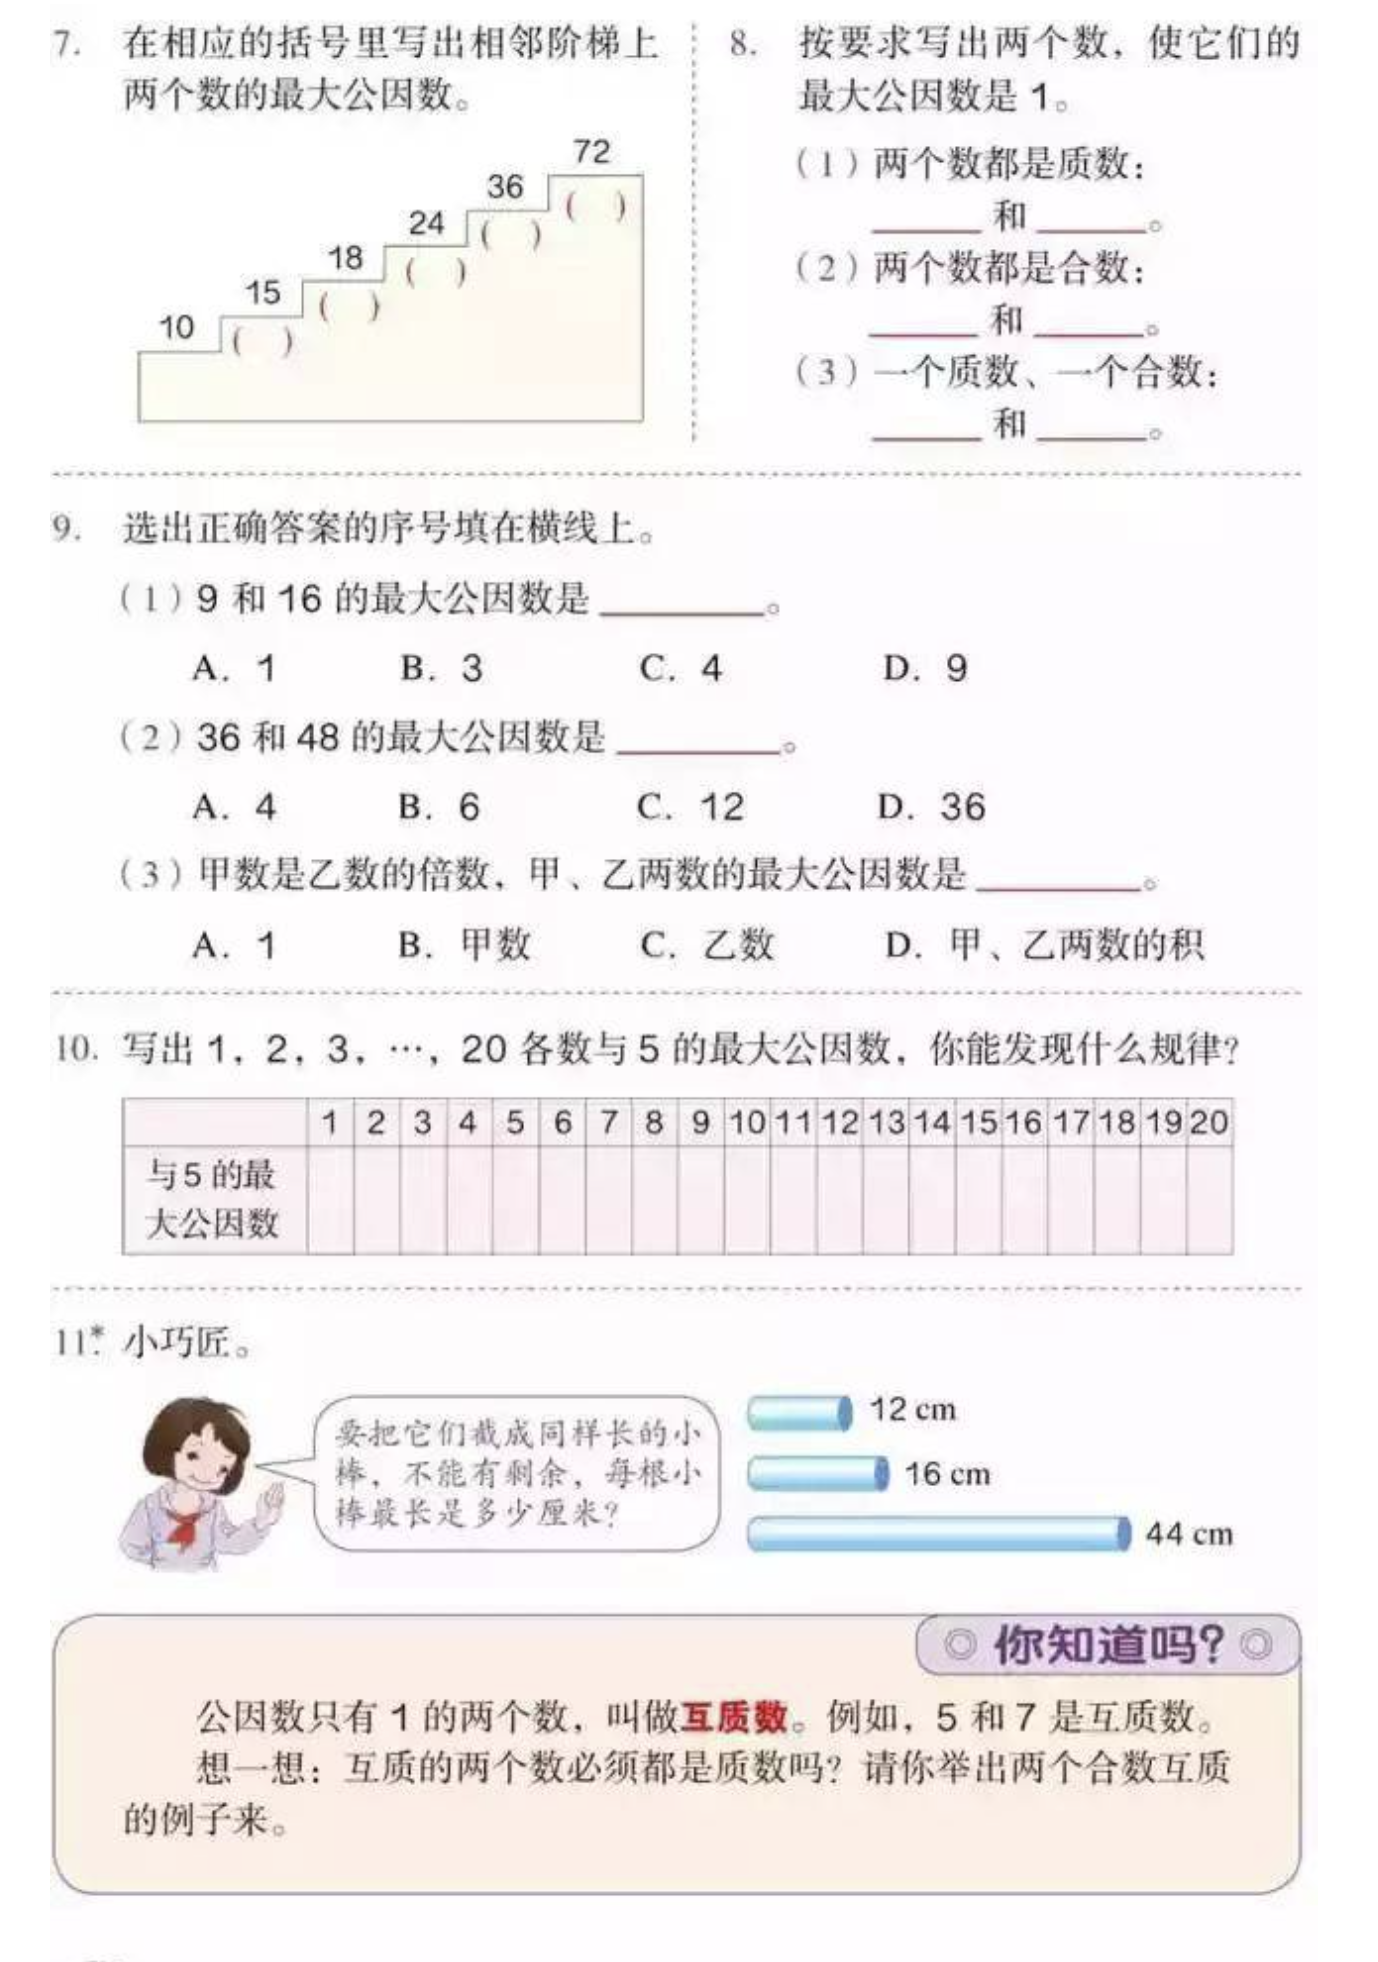 7. 在相应的括号里写出相邻阶梯上
两个数的最大公因数。
72
36
( )
24
( )
18
( )
15
( )
10
( )
8. 按要求写出两个数，使它们的
最大公因数是 1。
（1）两个数都是质数：
______ 和 ______。
（2）两个数都是合数：
______ 和 ______。
（3）一个质数、一个合数：
______ 和 ______。
9. 选出正确答案的序号填在横线上。
（1）9 和 16 的最大公因数是 ________。
A. 1 B. 3 C. 4 D. 9
（2）36 和 48 的最大公因数是 ________。
A. 4 B. 6 C. 12 D. 36
（3）甲数是乙数的倍数，甲、乙两数的最大公因数是 ________。
A. 1 B. 甲数 C. 乙数 D. 甲、乙两数的积
10. 写出 1，2，3，…，20 各数与 5 的最大公因数，你能发现什么规律？
1 2 3 4 5 6 7 8 9 10 11 12 13 14 15 16 17 18 19 20
与5 的最
大公因数
11*. 小巧匠。
要把它们截成同样长的小
棒，不能有剩余，每根小
棒最长是多少厘米？
12 cm
16 cm
44 cm
◎ 你知道吗？◎
公因数只有 1 的两个数，叫做互质数。例如，5 和 7 是互质数。
想一想：互质的两个数必须都是质数吗？请你举出两个合数互质
的例子来。